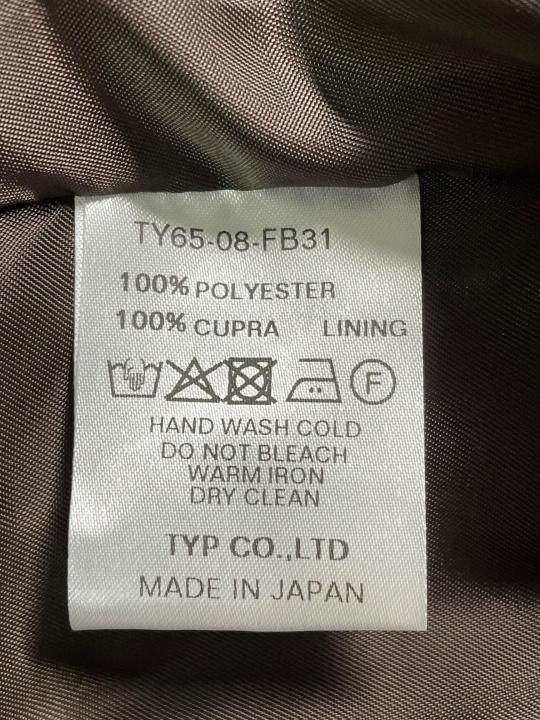 TY65-08-FB31
100% POLYESTER
100% CUPRA LINING
F
HAND WASH COLD
DO NOT BLEACH
WARM IRON
DRY CLEAN
TYP CO.,LTD
MADE IN JAPAN